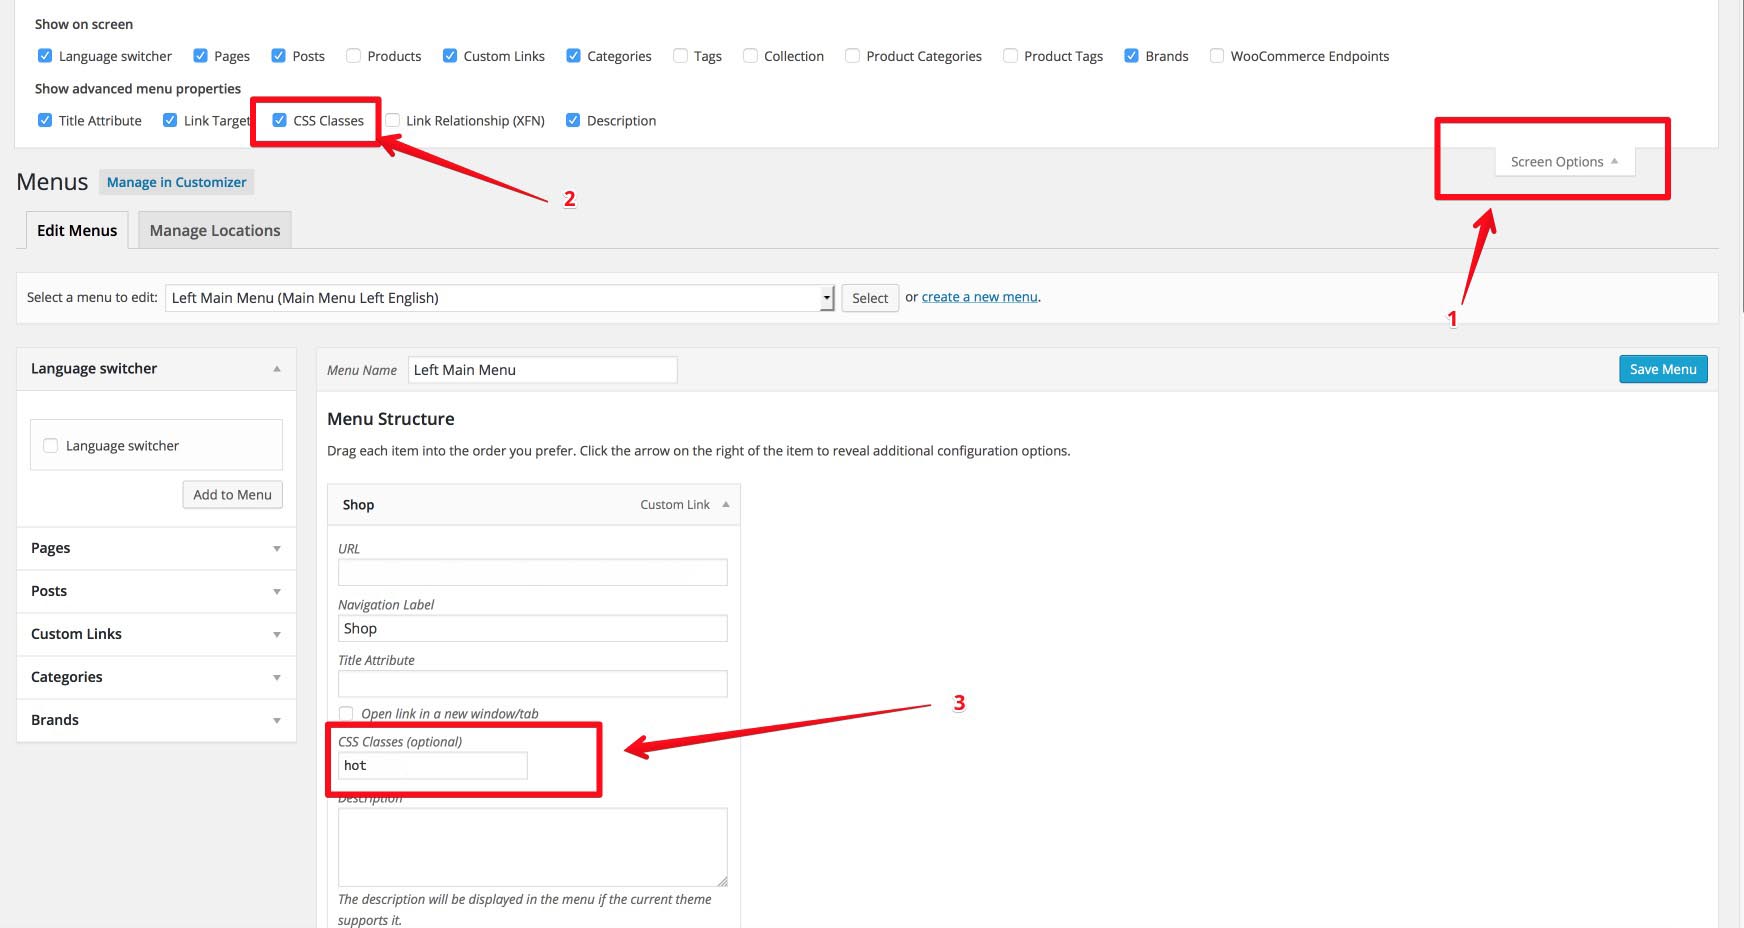 Show on screen
Language switcher Pages Posts Products Custom Links Categories Tags Collection Product Categories Product Tags Brands WooCommerce Endpoints
Show advanced menu properties
Title Attribute Link Target CSS Classes Link Relationship (XFN) Description
Screen Options
Menus Manage in Customizer
2
Edit Menus Manage Locations
Select a menu to edit: Left Main Menu (Main Menu Left English) Select or create a new menu.
1
Language switcher
Menu Name Left Main Menu Save Menu
Menu Structure
Language switcher
Drag each item into the order you prefer. Click the arrow on the right of the item to reveal additional configuration options.
Add to Menu
Shop Custom Link
Pages
URL
Posts
Navigation Label
Shop
Custom Links
Title Attribute
Categories
3
Open link in a new window/tab
Brands
CSS Classes (optional)
hot
Description
The description will be displayed in the menu if the current theme
supports it.